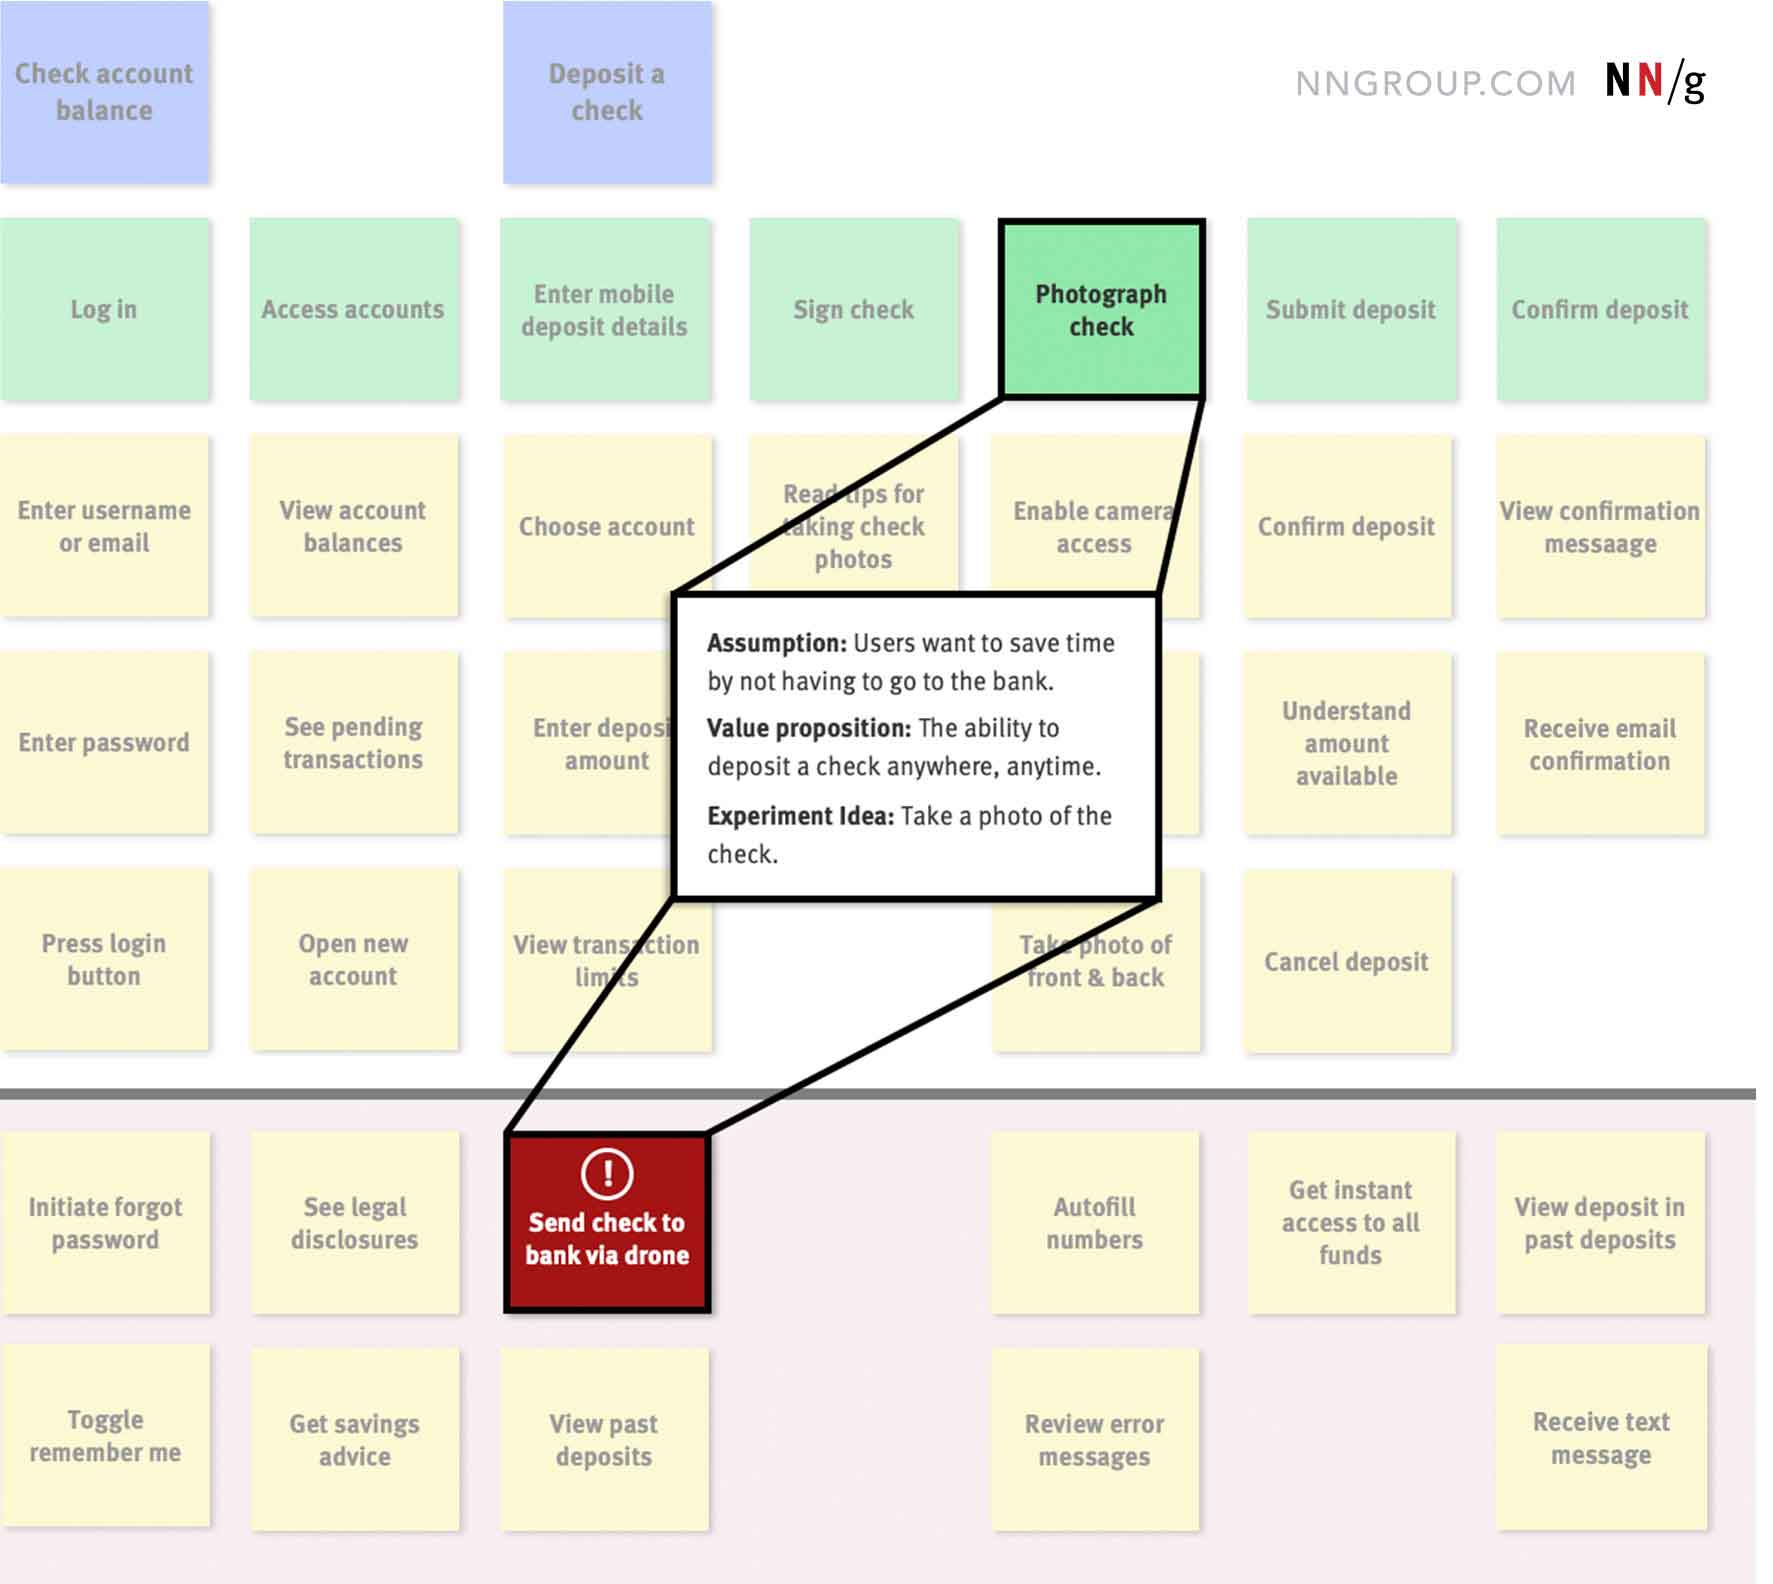 Check account
balance
Deposit a
check
NNGROUP.COM NN/g
Log in
Access accounts
Enter mobile
deposit details
Sign check
Photograph
check
Submit deposit
Confirm deposit
Enter username
or email
View account
balances
Choose account
Read tips for
taking check
photos
Enable camera
access
Confirm deposit
View confirmation
messaage
Assumption: Users want to save time
by not having to go to the bank.
Value proposition: The ability to
deposit a check anywhere, anytime.
Experiment Idea: Take a photo of the
check.
Enter password
See pending
transactions
Enter deposi
amount
Understand
amount
available
Receive email
confirmation
Press login
button
Open new
account
View transaction
limits
Take photo of
front & back
Cancel deposit
Initiate forgot
password
See legal
disclosures
!
Send check to
bank via drone
Autofill
numbers
Get instant
access to all
funds
View deposit in
past deposits
Toggle
remember me
Get savings
advice
View past
deposits
Review error
messages
Receive text
message